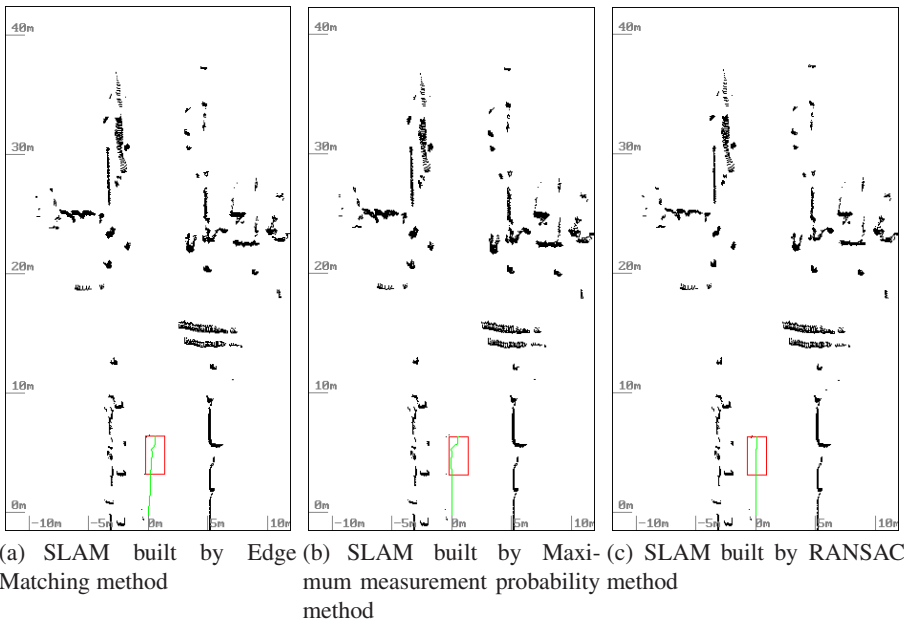 40m
30m
20m
10m
0m
-10m -5m 0m 5m 10m
40m
30m
20m
10m
0m
-10m -5m 0m 5m 10m
40m
30m
20m
10m
0m
-10m -5m 0m 5m 10m
(a) SLAM built by Edge
Matching method
(b) SLAM built by Maxi-
mum measurement probability
method
(c) SLAM built by RANSAC
method